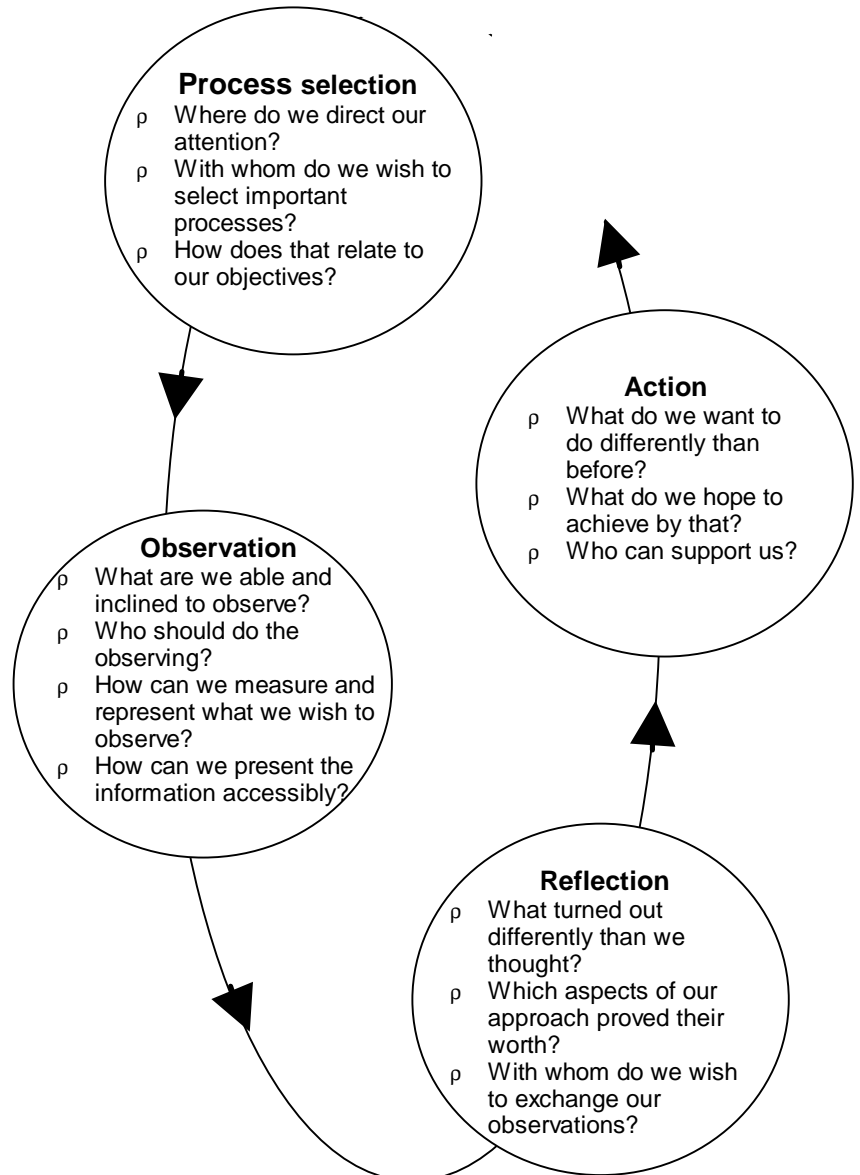 Process selection
ρ Where do we direct our
attention?
ρ With whom do we wish to
select important
processes?
ρ How does that relate to
our objectives?
Observation
ρ What are we able and
inclined to observe?
ρ Who should do the
observing?
ρ How can we measure and
represent what we wish to
observe?
ρ How can we present the
information accessibly?
Reflection
ρ What turned out
differently than we
thought?
ρ Which aspects of our
approach proved their
worth?
ρ With whom do we wish
to exchange our
observations?
Action
ρ What do we want to
do differently than
before?
ρ What do we hope to
achieve by that?
ρ Who can support us?